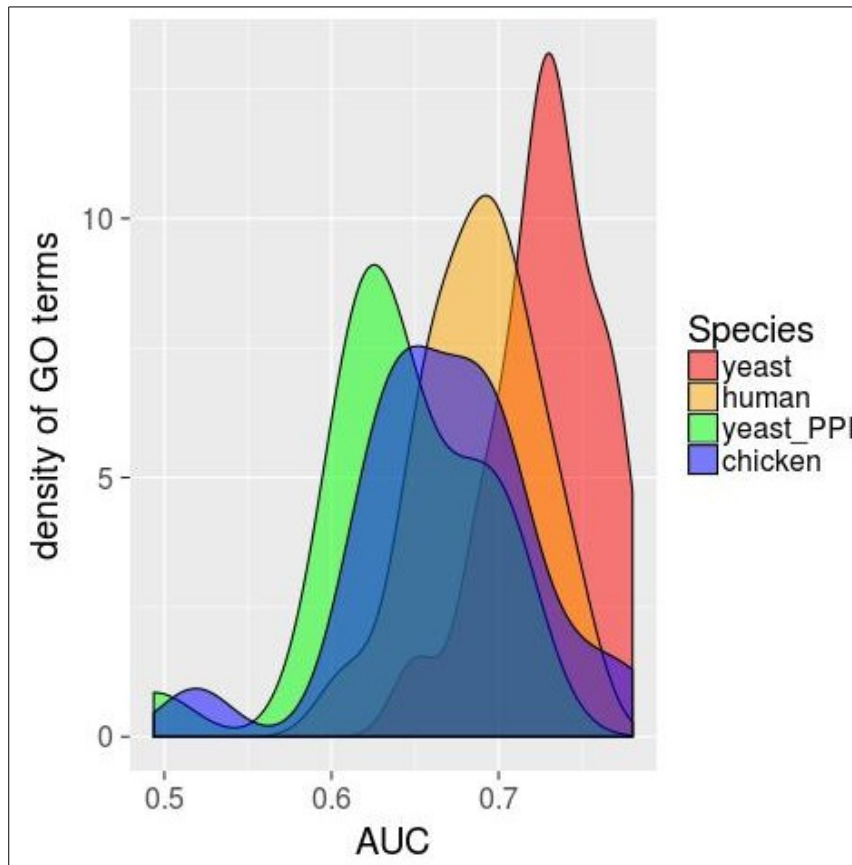 density of GO terms
10
5
0
0.5
0.6
0.7
AUC
Species
yeast
human
yeast_PPI
chicken